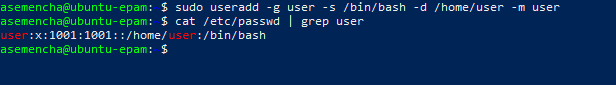 asemencha@ubuntu-epam: $ sudo useradd -g user -s /bin/bash -d /home/user -m user
asemencha@ubuntu-epam: $ cat /etc/passwd | grep user
user:x:1001:1001::/home/user:/bin/bash
asemencha@ubuntu-epam: $